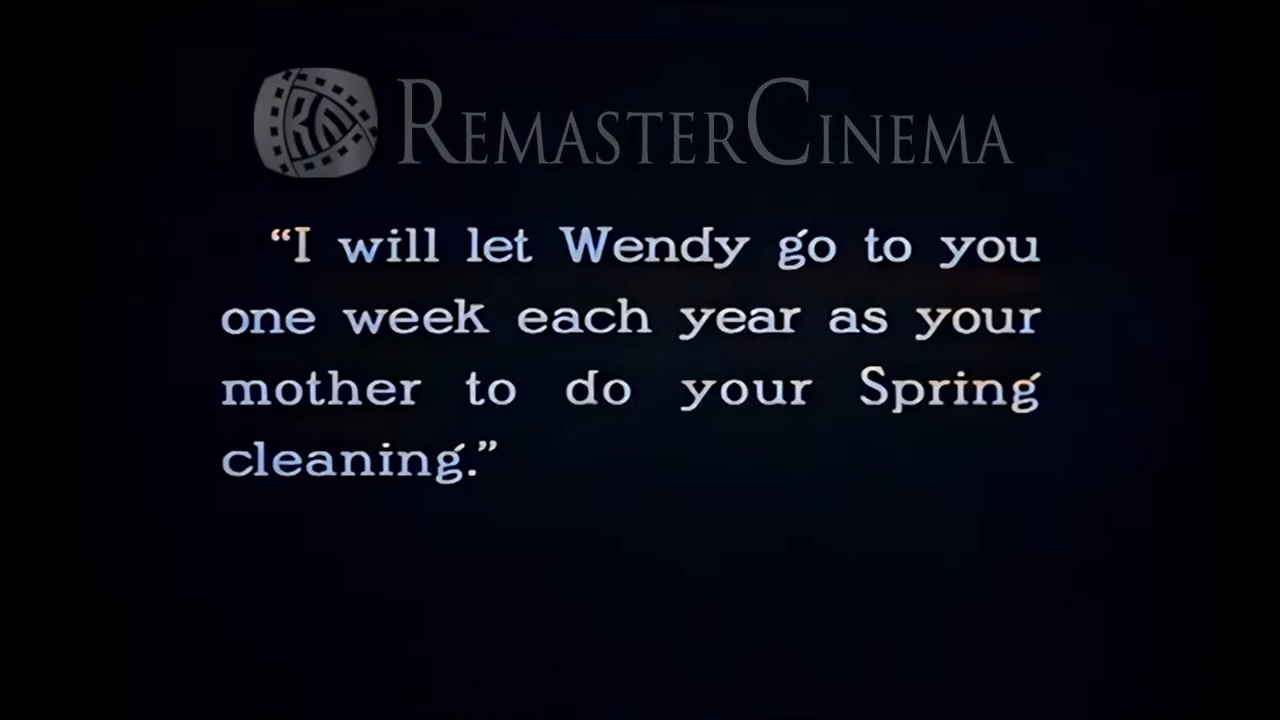 REMASTERCINEMA
“I will let Wendy go to you
one week each year as your
mother to do your Spring
cleaning.”